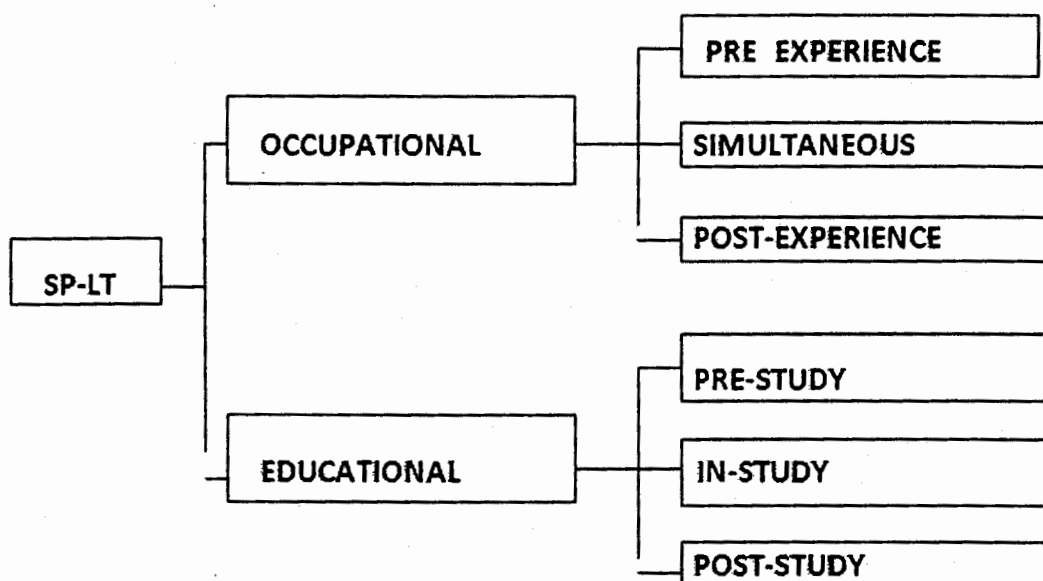 PRE EXPERIENCE
OCCUPATIONAL
SIMULTANEOUS
POST-EXPERIENCE
SP-LT
PRE-STUDY
EDUCATIONAL
IN-STUDY
POST-STUDY